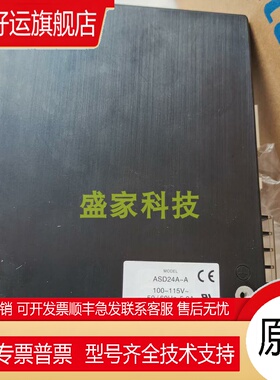 好运旗舰店
盛家科技
MODEL
ASD24A-A
100-115V~
CE
销 可开发票顺丰急发请联系客服 售后
专票普票 型号齐全技术支持
原